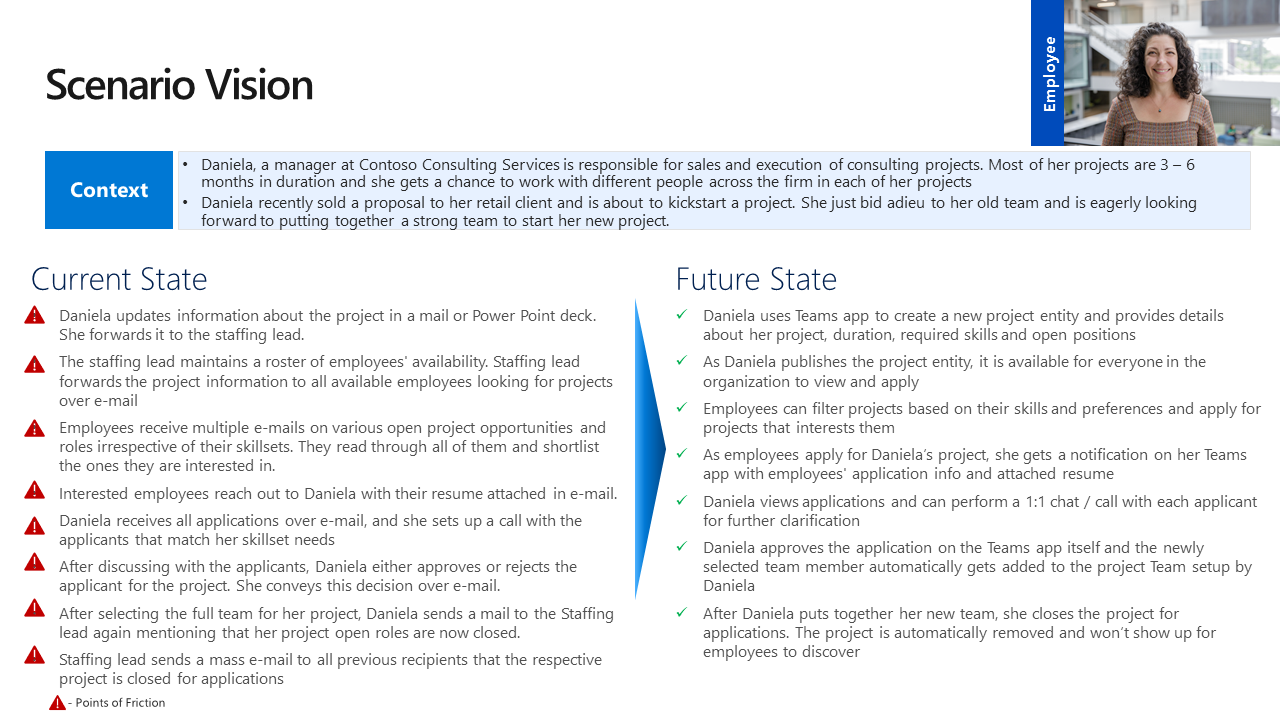 Employee
Scenario Vision
Context
• Daniela, a manager at Contoso Consulting Services is responsible for sales and execution of consulting projects. Most of her projects are 3 – 6
months in duration and she gets a chance to work with different people across the firm in each of her projects
• Daniela recently sold a proposal to her retail client and is about to kickstart a project. She just bid adieu to her old team and is eagerly looking
forward to putting together a strong team to start her new project.
Current State
Daniela updates information about the project in a mail or Power Point deck.
She forwards it to the staffing lead.
The staffing lead maintains a roster of employees' availability. Staffing lead
forwards the project information to all available employees looking for projects
over e-mail
Employees receive multiple e-mails on various open project opportunities and
roles irrespective of their skillsets. They read through all of them and shortlist
the ones they are interested in.
Interested employees reach out to Daniela with their resume attached in e-mail.
Daniela receives all applications over e-mail, and she sets up a call with the
applicants that match her skillset needs
After discussing with the applicants, Daniela either approves or rejects the
applicant for the project. She conveys this decision over e-mail.
After selecting the full team for her project, Daniela sends a mail to the Staffing
lead again mentioning that her project open roles are now closed.
Staffing lead sends a mass e-mail to all previous recipients that the respective
project is closed for applications
- Points of Friction
Future State
✓ Daniela uses Teams app to create a new project entity and provides details
about her project, duration, required skills and open positions
✓ As Daniela publishes the project entity, it is available for everyone in the
organization to view and apply
✓ Employees can filter projects based on their skills and preferences and apply for
projects that interests them
✓ As employees apply for Daniela's project, she gets a notification on her Teams
app with employees' application info and attached resume
✓ Daniela views applications and can perform a 1:1 chat / call with each applicant
for further clarification
✓ Daniela approves the application on the Teams app itself and the newly
selected team member automatically gets added to the project Team setup by
Daniela
✓ After Daniela puts together her new team, she closes the project for
applications. The project is automatically removed and won't show up for
employees to discover